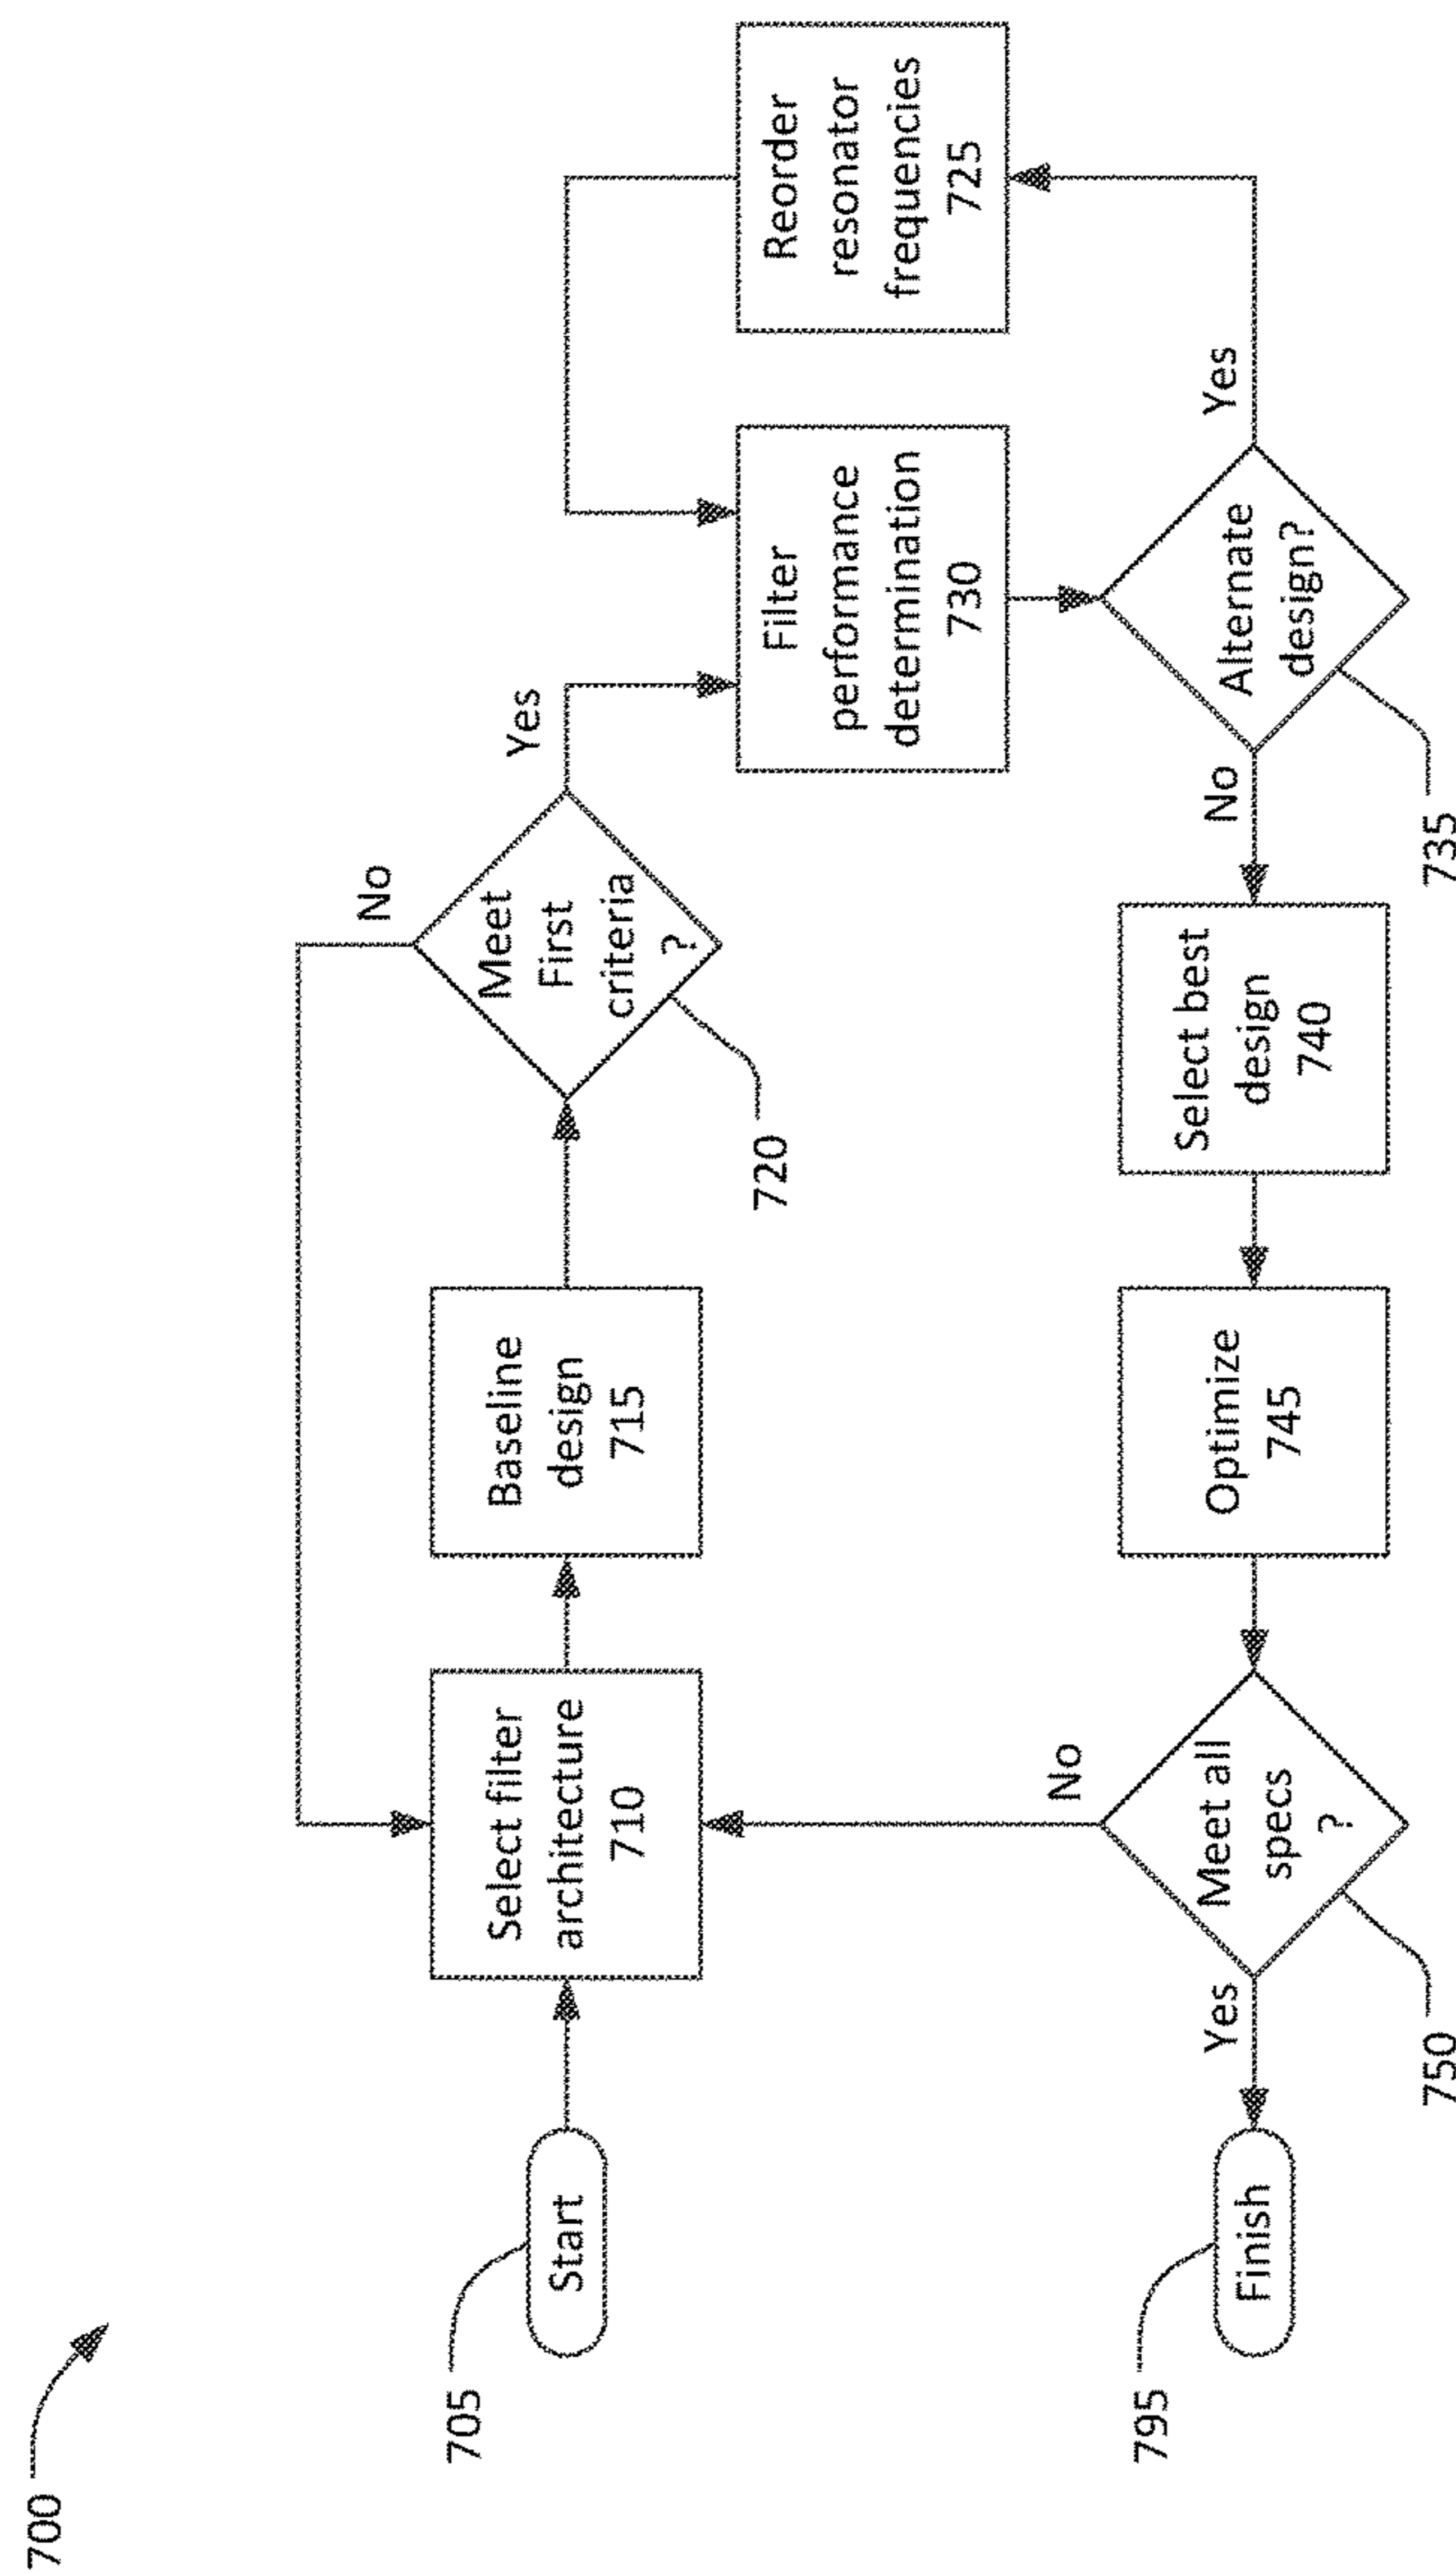 700
705
Start
Select filter
architecture
710
Baseline
design
715
Meet
First
criteria
?
720
No
Yes
Filter
performance
determination
730
Reorder
resonator
frequencies
725
Alternate
design?
735
Yes
No
Select best
design
740
Optimize
745
Meet all
specs
?
750
No
Yes
Finish
795